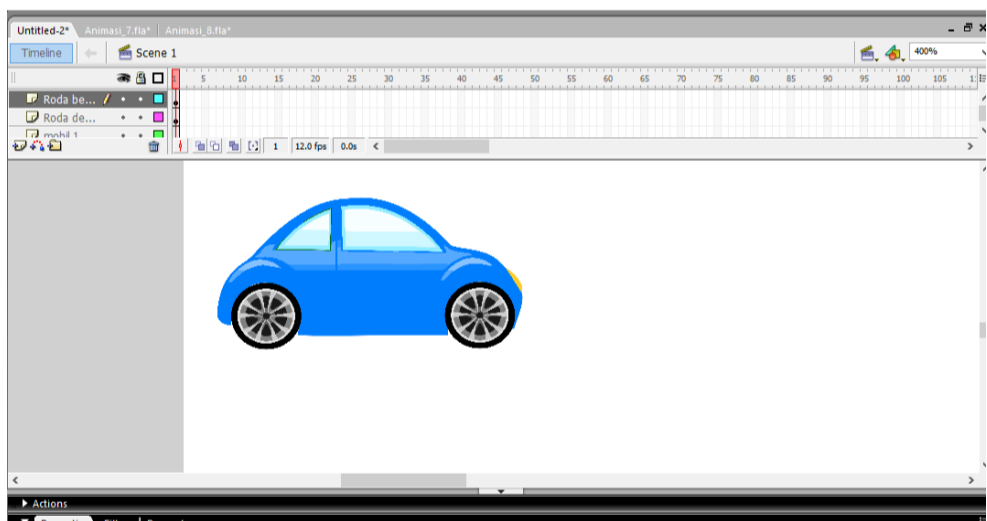 Untitled-2* Animasi_7.fla* Animasi_8.fla*
Timeline Scene 1 400%
5 10 15 20 25 30 35 40 45 50 55 60 65 70 75 80 85 90 95 100 105
Roda be...
Roda de...
mobil 1
1 12.0 fps 0.0s
Actions